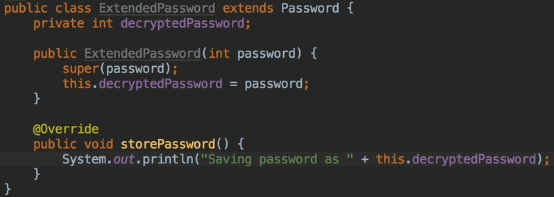 public class ExtendedPassword extends Password {
private int decryptedPassword;
public ExtendedPassword(int password) {
super(password);
this.decryptedPassword = password;
}
@Override
public void storePassword() {
System.out.println("Saving password as " + this.decryptedPassword);
}
}